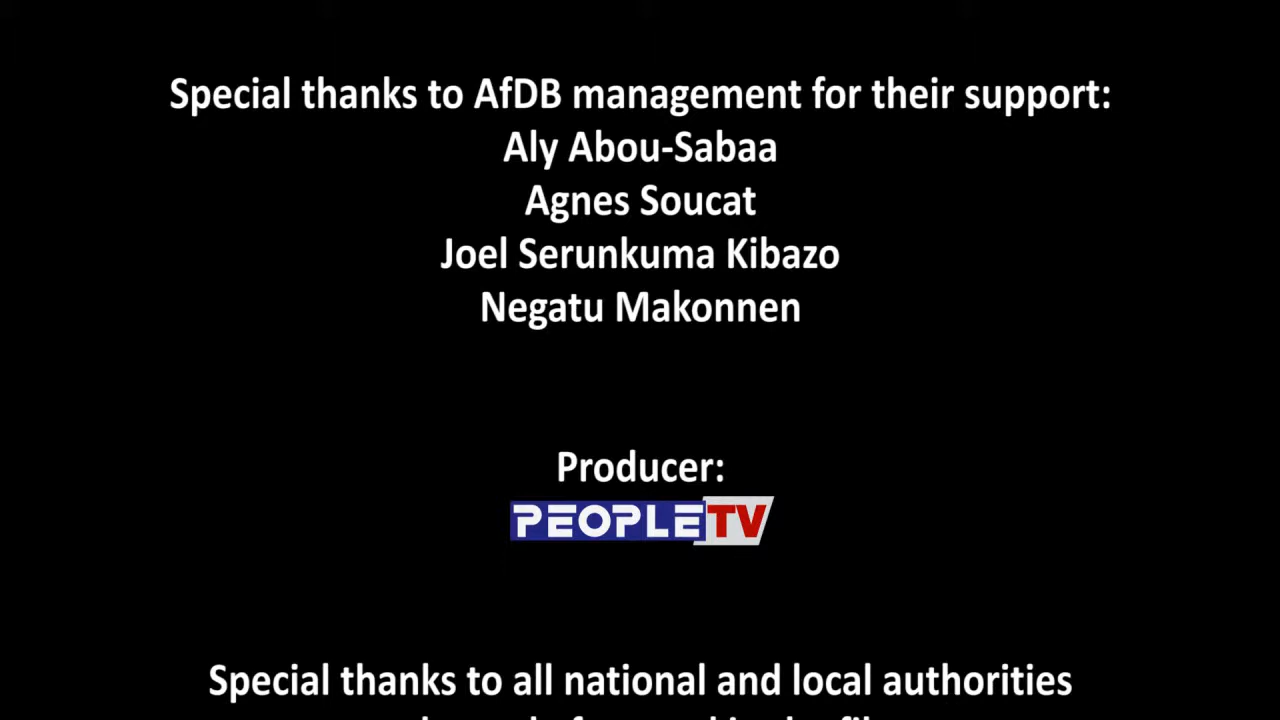 Special thanks to AfDB management for their support:
Aly Abou-Sabaa
Agnes Soucat
Joel Serunkuma Kibazo
Negatu Makonnen
Producer:
PEOPLETV
Special thanks to all national and local authorities